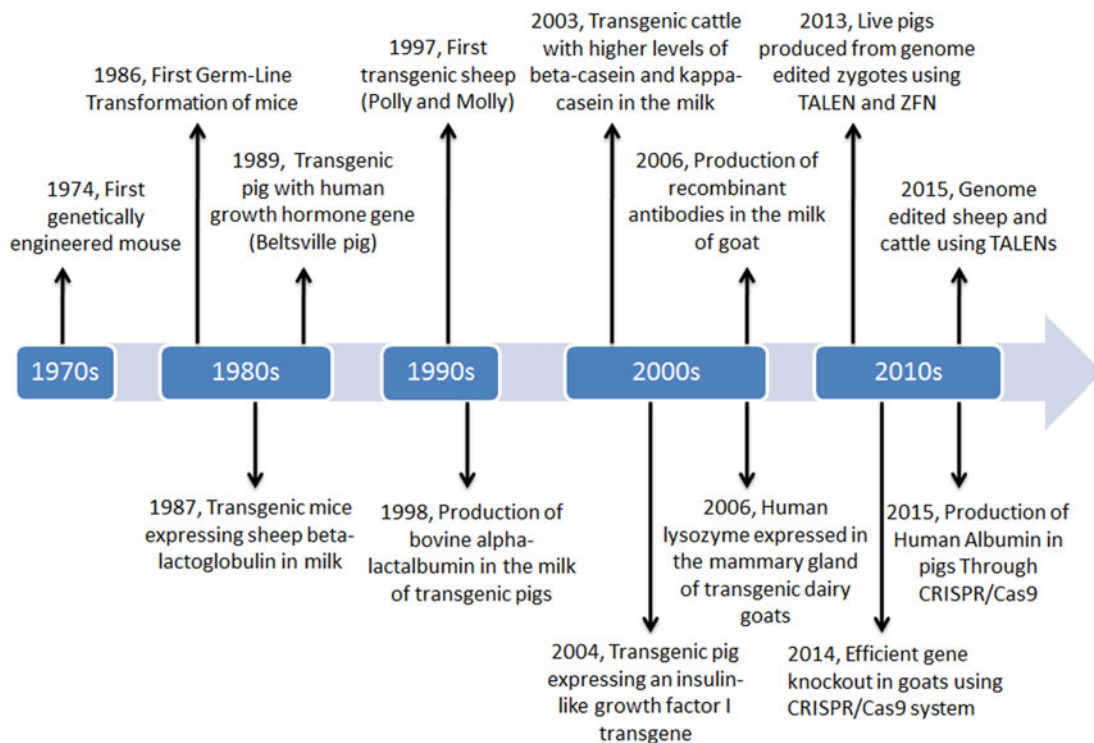 1974, First
genetically
engineered mouse
1986, First Germ-Line
Transformation of mice
1989, Transgenic
pig with human
growth hormone gene
(Beltsville pig)
1997, First
transgenic sheep
(Polly and Molly)
2003, Transgenic cattle
with higher levels of
beta-casein and kappa-
casein in the milk
2006, Production of
recombinant
antibodies in the milk
of goat
2013, Live pigs
produced from genome
edited zygotes using
TALEN and ZFN
2015, Genome
edited sheep and
cattle using TALENs
1970s
1980s
1990s
2000s
2010s
1987, Transgenic mice
expressing sheep beta-
lactoglobulin in milk
1998, Production of
bovine alpha-
lactalbumin in the milk
of transgenic pigs
2004, Transgenic pig
expressing an insulin-
like growth factor I
transgene
2006, Human
lysozyme expressed in
the mammary gland
of transgenic dairy
goats
2014, Efficient gene
knockout in goats using
CRISPR/Cas9 system
2015, Production of
Human Albumin in
pigs Through
CRISPR/Cas9